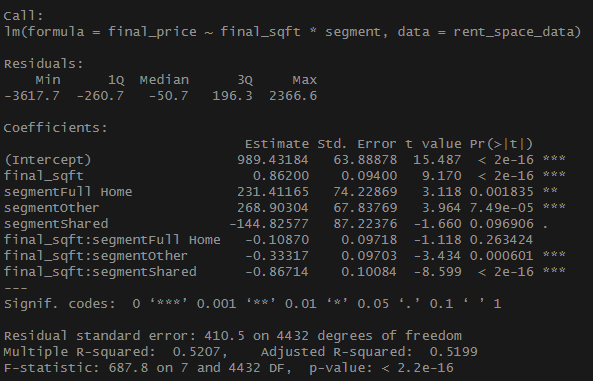 Call:
lm(formula = final_price ~ final_sqft * segment, data = rent_space_data)
Residuals:
Min 1Q Median 3Q Max
-3617.7 -260.7 -50.7 196.3 2366.6
Coefficients:
Estimate Std. Error t value Pr(>|t|)
(Intercept) 989.43184 63.88878 15.487 < 2e-16 ***
final_sqft 0.86200 0.09400 9.170 < 2e-16 ***
segmentFull Home 231.41165 74.22869 3.118 0.001835 **
segmentOther 268.90304 67.83769 3.964 7.49e-05 ***
segmentShared -144.82577 87.22376 -1.660 0.096906 .
final_sqft:segmentFull Home -0.10870 0.09718 -1.118 0.263424
final_sqft:segmentOther -0.33317 0.09703 -3.434 0.000601 ***
final_sqft:segmentShared -0.86714 0.10084 -8.599 < 2e-16 ***
---
Signif. codes: 0 ‘***’ 0.001 ‘**’ 0.01 ‘*’ 0.05 ‘.’ 0.1 ‘ ’ 1
Residual standard error: 410.5 on 4432 degrees of freedom
Multiple R-squared: 0.5207, Adjusted R-squared: 0.5199
F-statistic: 687.8 on 7 and 4432 DF, p-value: < 2.2e-16